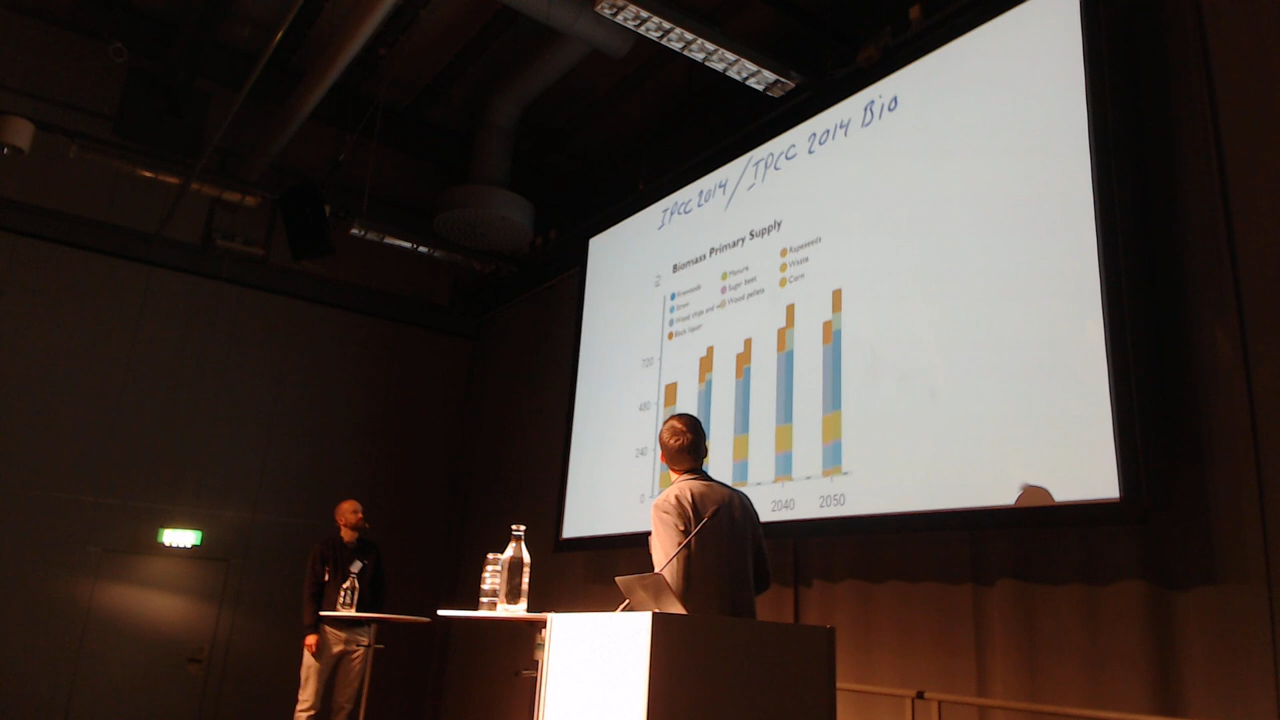 IPCC 2014 / IPCC 2014 Bio
Biomass Primary Supply
Firewoods
Straw
Wood chips and
Black liquor
Manure
Sugar beet
Wood pellets
Rapeseeds
Waste
Corn
720
480
240
0
2040
2050